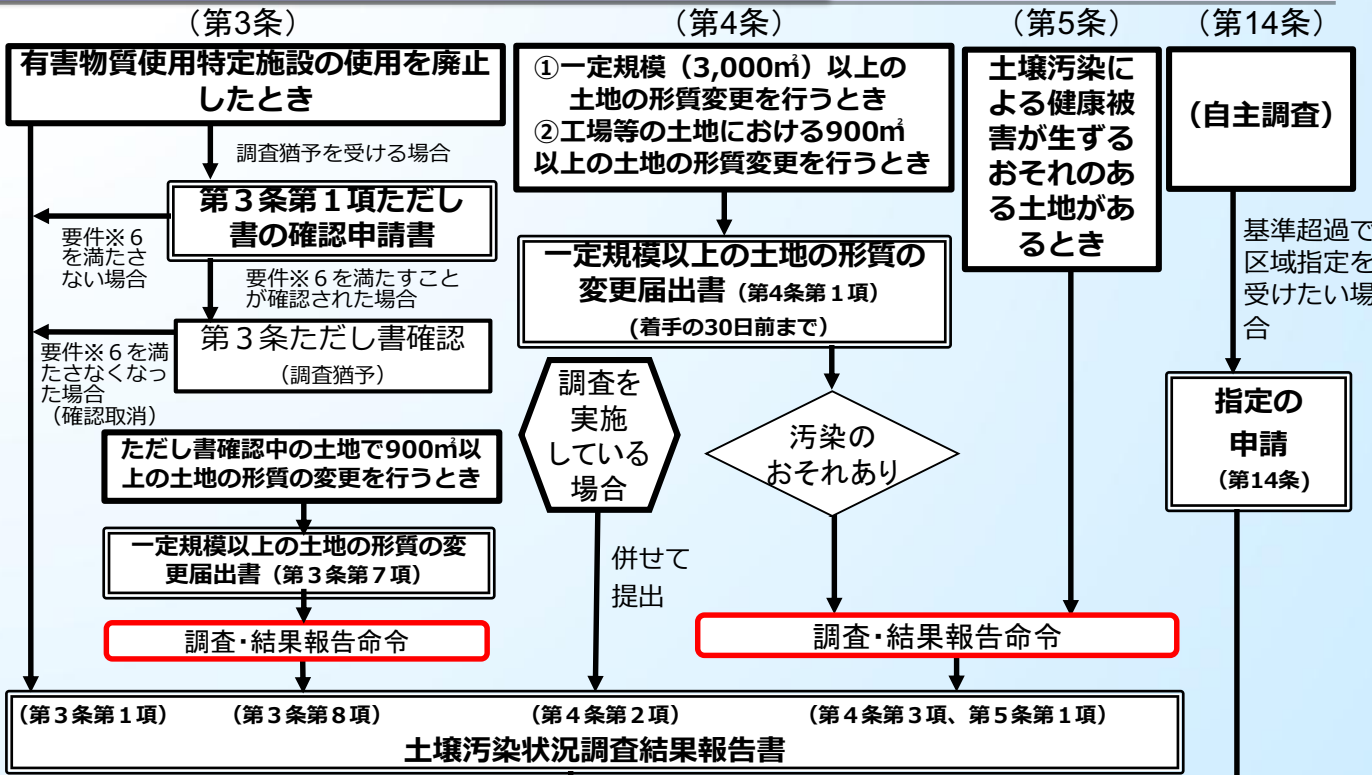 （第3条）
有害物質使用特定施設の使用を廃止
したとき
調査猶予を受ける場合
第３条第１項ただし
書の確認申請書
要件※６
を満たさ
ない場合
要件※６を満たすこと
が確認された場合
第３条ただし書確認
（調査猶予）
要件※６を満
たさなくなっ
た場合
（確認取消）
ただし書確認中の土地で900㎡以
上の土地の形質の変更を行うとき
一定規模以上の土地の形質の変
更届出書（第３条第７項）
調査・結果報告命令
（第4条）
①一定規模（3,000㎡）以上の
土地の形質変更を行うとき
②工場等の土地における900㎡
以上の土地の形質変更を行うとき
一定規模以上の土地の形質の
変更届出書（第4条第１項）
(着手の30日前まで）
調査を
実施
している
場合
併せて
提出
汚染の
おそれあり
（第5条）
土壌汚染に
よる健康被
害が生ずる
おそれのあ
る土地があ
るとき
調査・結果報告命令
（第14条）
（自主調査）
基準超過で
区域指定を
受けたい場
合
指定の
申請
（第14条)
（第３条第１項）
（第３条第８項）
（第４条第２項）
（第４条第３項、第５条第１項）
土壌汚染状況調査結果報告書